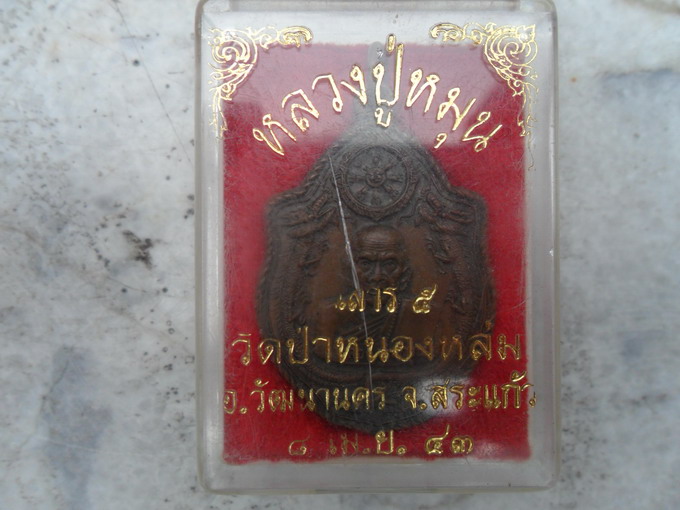 หลวงปู่หมุน
เสาร์ ๕
วัดป่าหนองหล่ม
อ.วัฒนานคร จ.สระแก้ว
๘ เม.ย. ๔๓